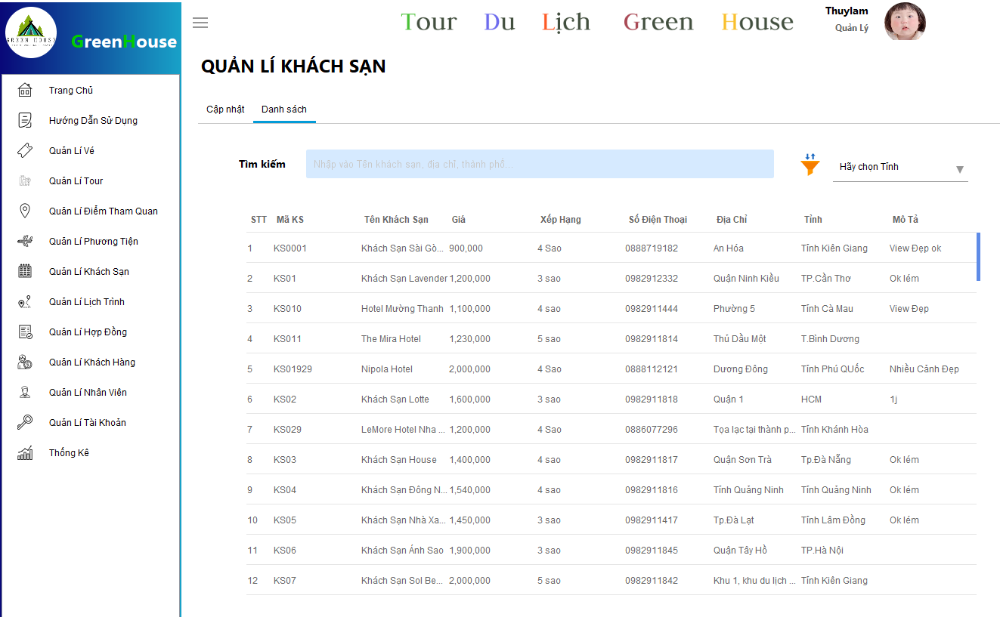 GREEN HOUSE
GreenHouse
Tour Du Lịch Green House
Thuylam
Quản Lý
QUẢN LÍ KHÁCH SẠN
Trang Chủ
Hướng Dẫn Sử Dụng
Quản Lí Vé
Quản Lí Tour
Quản Lí Điểm Tham Quan
Quản Lí Phương Tiện
Quản Lí Khách Sạn
Quản Lí Lịch Trình
Quản Lí Hợp Đồng
Quản Lí Khách Hàng
Quản Lí Nhân Viên
Quản Lí Tài Khoản
Thống Kê
Cập nhật Danh sách
Tìm kiếm Nhập vào Tên khách sạn, địa chỉ, thành phố... Hãy chọn Tỉnh
STT Mã KS Tên Khách Sạn Giá Xếp Hạng Số Điện Thoại Địa Chỉ Tỉnh Mô Tả
1 KS0001 Khách Sạn Sài Gò... 900,000 4 Sao 0888719182 An Hóa Tỉnh Kiên Giang View Đẹp ok
2 KS01 Khách Sạn Lavender 1,200,000 3 sao 0982912332 Quận Ninh Kiều TP.Cần Thơ Ok lém
3 KS010 Hotel Mường Thanh 1,100,000 4 sao 0982911444 Phường 5 Tỉnh Cà Mau View Đẹp
4 KS011 The Mira Hotel 1,230,000 5 sao 0982911814 Thủ Dầu Một T.Bình Dương
5 KS01929 Nipola Hotel 2,000,000 4 Sao 0888112121 Dương Đông Tỉnh Phú QUốc Nhiều Cảnh Đẹp
6 KS02 Khách Sạn Lotte 1,600,000 3 sao 0982911818 Quận 1 HCM 1j
7 KS029 LeMore Hotel Nha ... 1,200,000 4 Sao 0886077296 Tọa lạc tại thành p... Tỉnh Khánh Hòa
8 KS03 Khách Sạn House 1,400,000 4 sao 0982911817 Quận Sơn Trà Tp.Đà Nẵng Ok lém
9 KS04 Khách Sạn Đông N... 1,540,000 4 sao 0982911816 Tỉnh Quảng Ninh Tỉnh Quảng Ninh Ok lém
10 KS05 Khách Sạn Nhà Xa... 1,450,000 3 sao 0982911417 Tp.Đà Lạt Tỉnh Lâm Đồng Ok lém
11 KS06 Khách Sạn Ánh Sao 1,900,000 3 sao 0982911845 Quận Tây Hồ TP.Hà Nội
12 KS07 Khách Sạn Sol Be... 2,000,000 5 sao 0982911842 Khu 1, khu du lịch ... Tỉnh Kiên Giang